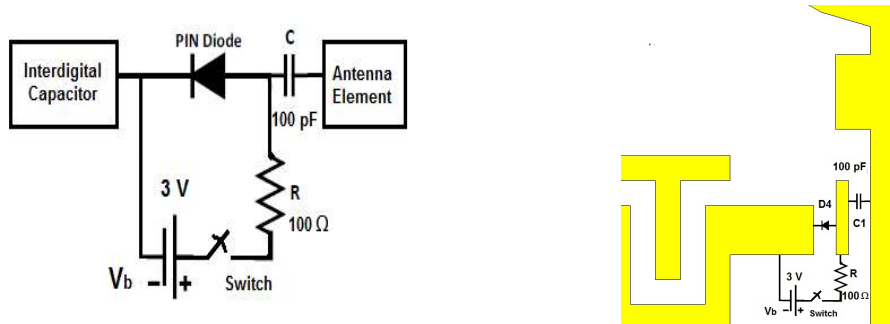 PIN Diode
C
Interdigital
Capacitor
Antenna
Element
100 pF
3 V
R
100 Ω
Vb
- +
Switch
100 pF
D4
C1
3 V
R
100 Ω
Vb
- +
Switch